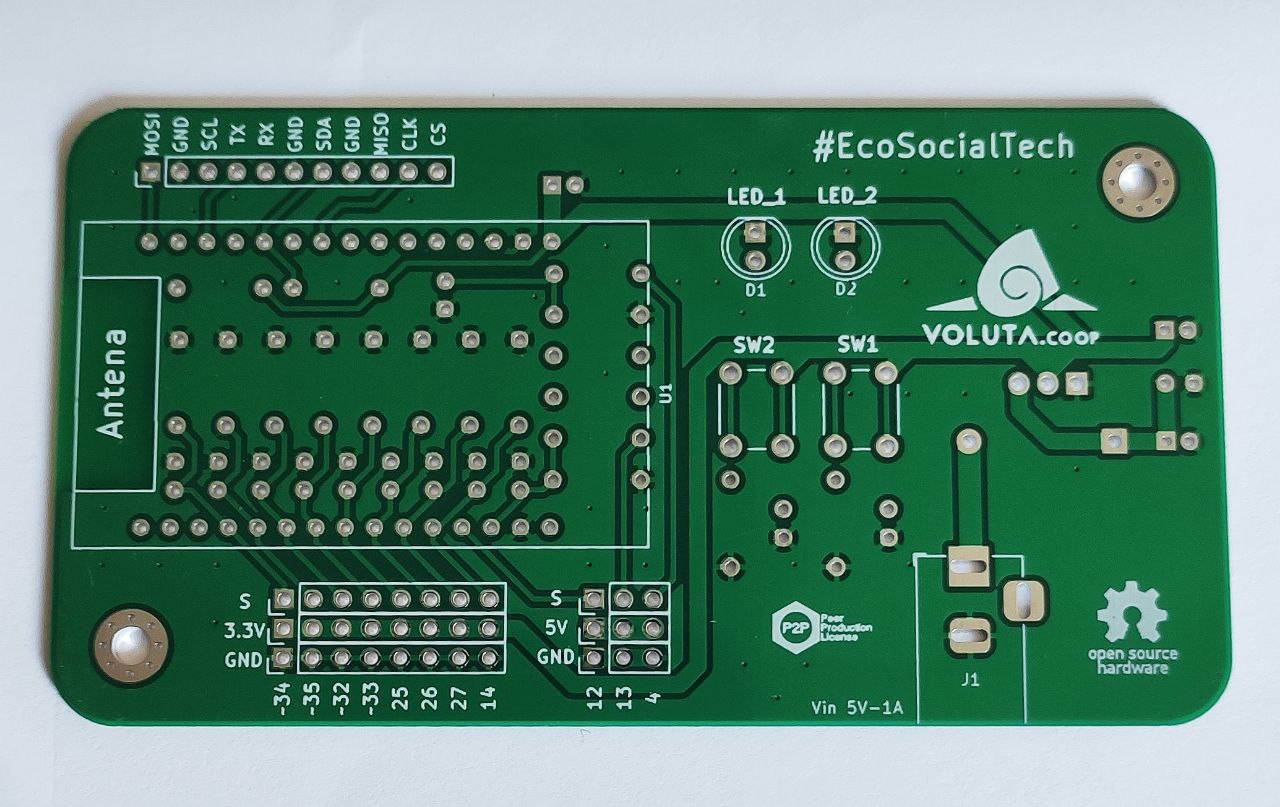 MOSI GND SCL TX RX GND SDA GND MISO CLK CS
#EcoSocialTech
LED_1 LED_2
D1 D2
VOLUTA.COOP
Antena
SW2 SW1
U1
S
3.3V
GND
-34 -35 -32 -33 25 26 27 14
S
5V
GND
12 13 4
P2P
Peer
Production
License
open source
hardware
J1
Vin 5V-1A